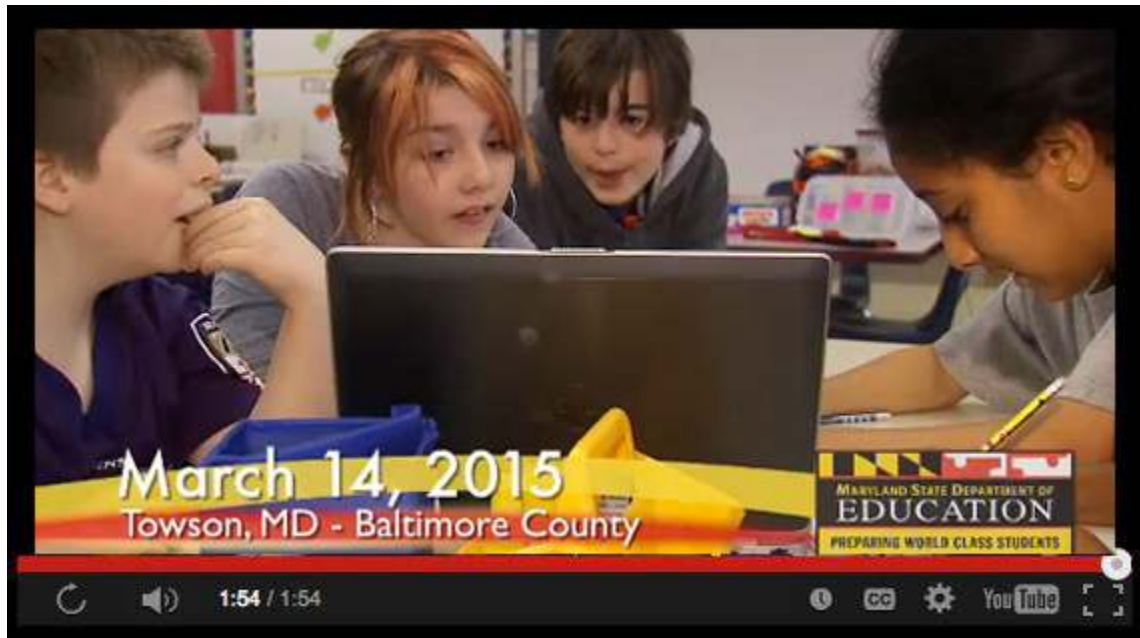 March 14, 2015
Towson, MD - Baltimore County
MARYLAND STATE DEPARTMENT OF
EDUCATION
PREPARING WORLD CLASS STUDENTS
1:54 / 1:54
CC
YouTube